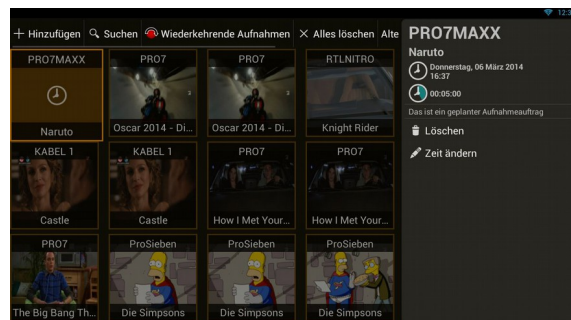 12:3
+ Hinzufügen Suchen Wiederkehrende Aufnahmen × Alles löschen Alte
PRO7MAXX
Naruto
PRO7
Oscar 2014 - Di...
PRO7
Oscar 2014 - Di...
RTLNITRO
Knight Rider
KABEL 1
Castle
KABEL 1
Castle
PRO7
How I Met Your...
PRO7
How I Met Your...
PRO7
The Big Bang Th...
ProSieben
Die Simpsons
ProSieben
Die Simpsons
ProSieben
Die Simpsons
PRO7MAXX
Naruto
Donnerstag, 06 März 2014
16:37
00:05:00
Das ist ein geplanter Aufnahmeauftrag
Löschen
Zeit ändern